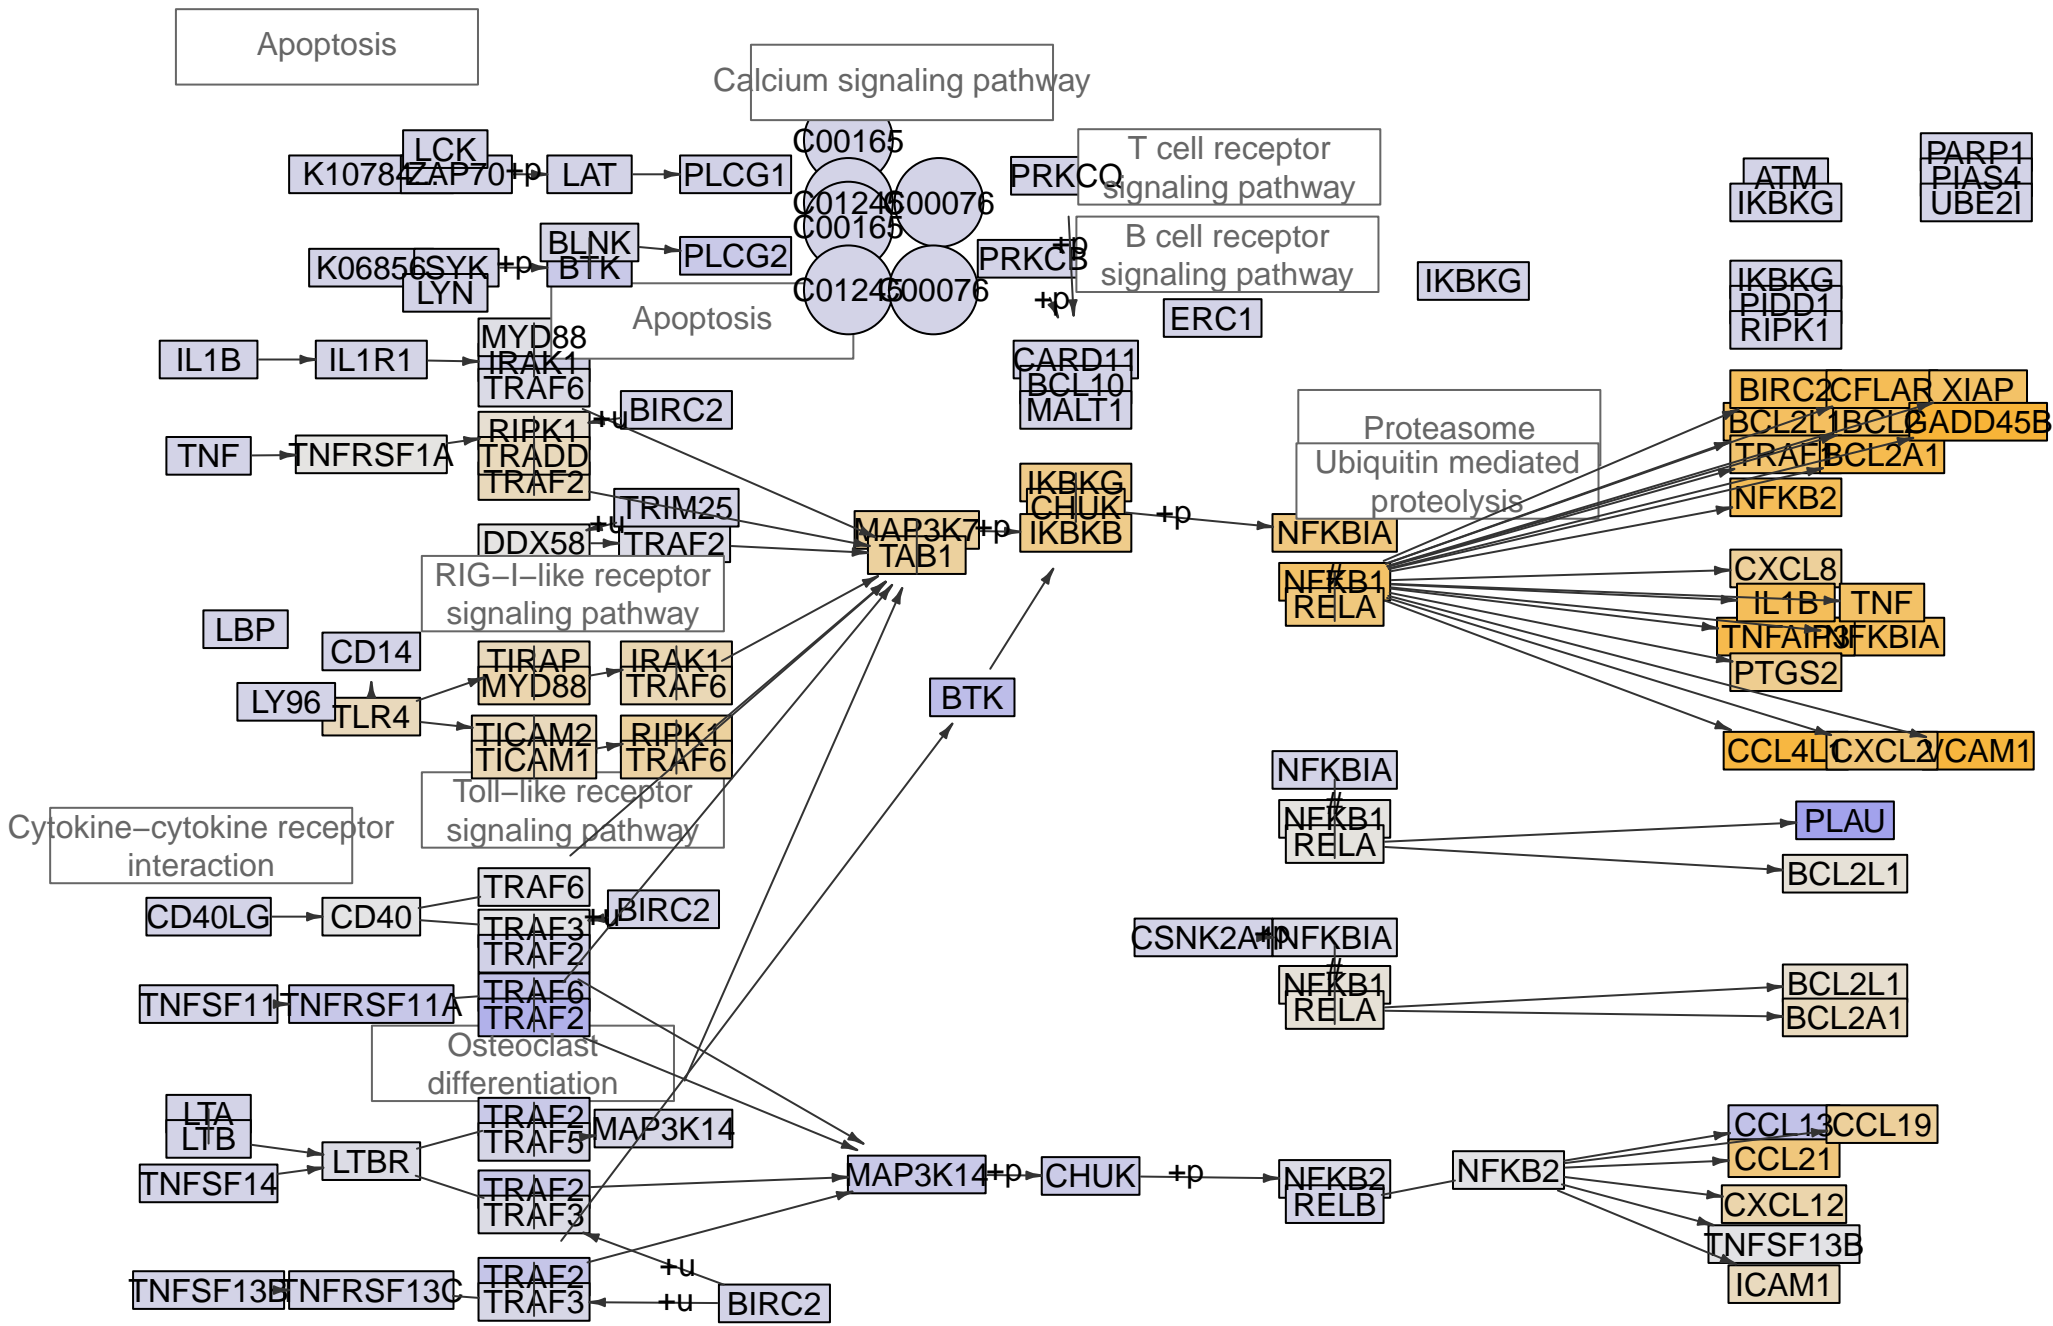 Apoptosis
Calcium signaling pathway
LCK
K10784
ZAP70
+p
LAT
PLCG1
C00165
C01245
C00076
PRKCQ
T cell receptor
signaling pathway
PARP1
PIAS4
UBE2I
ATM
IKBKG
BLNK
BTK
PLCG2
C00165
K06856
SYK
+p
LYN
C01245
C00076
PRKCB
+p
+p
B cell receptor
signaling pathway
IKBKG
ERC1
IKBKG
PIDD1
RIPK1
Apoptosis
MYD88
IRAK1
TRAF6
IL1B
IL1R1
CARD11
BCL10
MALT1
BIRC2
CFLAR
XIAP
BCL2L1
BCL2
GADD45B
TRAF1
BCL2A1
NFKB2
BIRC2
+u
TNF
TNFRSF1A
RIPK1
TRADD
TRAF2
Proteasome
Ubiquitin mediated
proteolysis
IKBKG
CHUK
IKBKB
+p
TRIM25
+u
DDX58
TRAF2
MAP3K7
TAB1
+p
NFKBIA
NFKB1
RELA
CXCL8
IL1B
TNF
TNFAIP3
NFKBIA
PTGS2
RIG−I−like receptor
signaling pathway
LBP
CD14
LY96
TLR4
TIRAP
MYD88
IRAK1
TRAF6
TICAM2
TICAM1
RIPK1
TRAF6
BTK
CCL4L1
CXCL2
VCAM1
Toll−like receptor
signaling pathway
NFKBIA
NFKB1
RELA
PLAU
BCL2L1
Cytokine−cytokine receptor
interaction
CD40LG
CD40
TRAF6
TRAF3
TRAF2
+u
BIRC2
CSNK2A1
+p
NFKBIA
NFKB1
RELA
BCL2L1
BCL2A1
TNFSF11
TNFRSF11A
TRAF6
TRAF2
Osteoclast
differentiation
LTA
LTB
TNFSF14
LTBR
TRAF2
TRAF5
MAP3K14
TRAF2
TRAF3
MAP3K14
+p
CHUK
+p
NFKB2
RELB
NFKB2
CCL13
CCL19
CCL21
CXCL12
TNFSF13B
ICAM1
TNFSF13B
TNFRSF13C
TRAF2
TRAF3
+u
+u
BIRC2